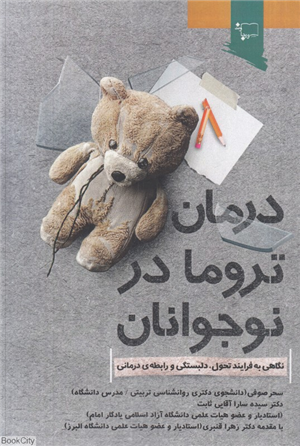 درمان
تروما در
نوجوانان
نگاهی به فرایند تحول، دلبستگی و رابطه‌ی درمانی
سحر صوفی (دانشجوی دکتری روانشناسی تربیتی / مدرس دانشگاه)
دکتر سیده سارا آقایی ثابت
(استادیار و عضو هیات علمی دانشگاه آزاد اسلامی یادگار امام)
با مقدمه دکتر زهرا قنبری (استادیار و عضو هیات علمی دانشگاه البرز)
BookCity